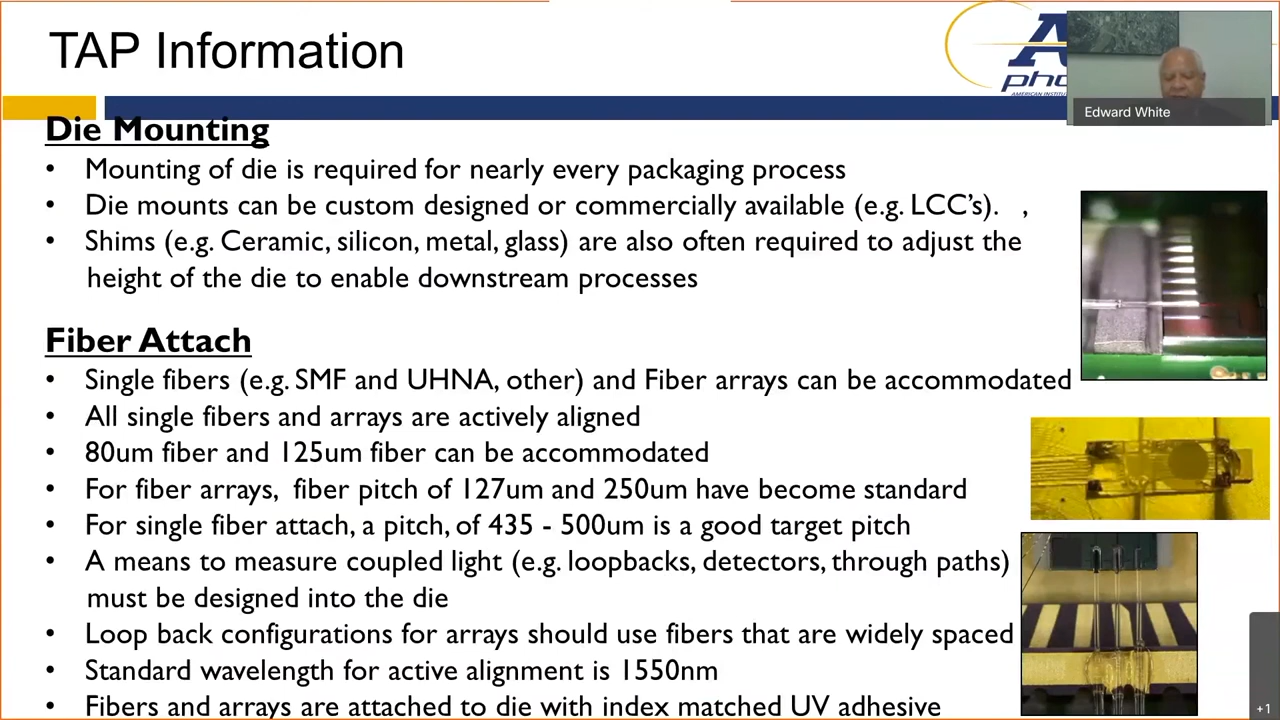 TAP Information
Edward White
Die Mounting
• Mounting of die is required for nearly every packaging process
• Die mounts can be custom designed or commercially available (e.g. LCC’s). ,
• Shims (e.g. Ceramic, silicon, metal, glass) are also often required to adjust the
height of the die to enable downstream processes
Fiber Attach
• Single fibers (e.g. SMF and UHNA, other) and Fiber arrays can be accommodated
• All single fibers and arrays are actively aligned
• 80um fiber and 125um fiber can be accommodated
• For fiber arrays, fiber pitch of 127um and 250um have become standard
• For single fiber attach, a pitch, of 435 - 500um is a good target pitch
• A means to measure coupled light (e.g. loopbacks, detectors, through paths)
must be designed into the die
• Loop back configurations for arrays should use fibers that are widely spaced
• Standard wavelength for active alignment is 1550nm
• Fibers and arrays are attached to die with index matched UV adhesive
+1